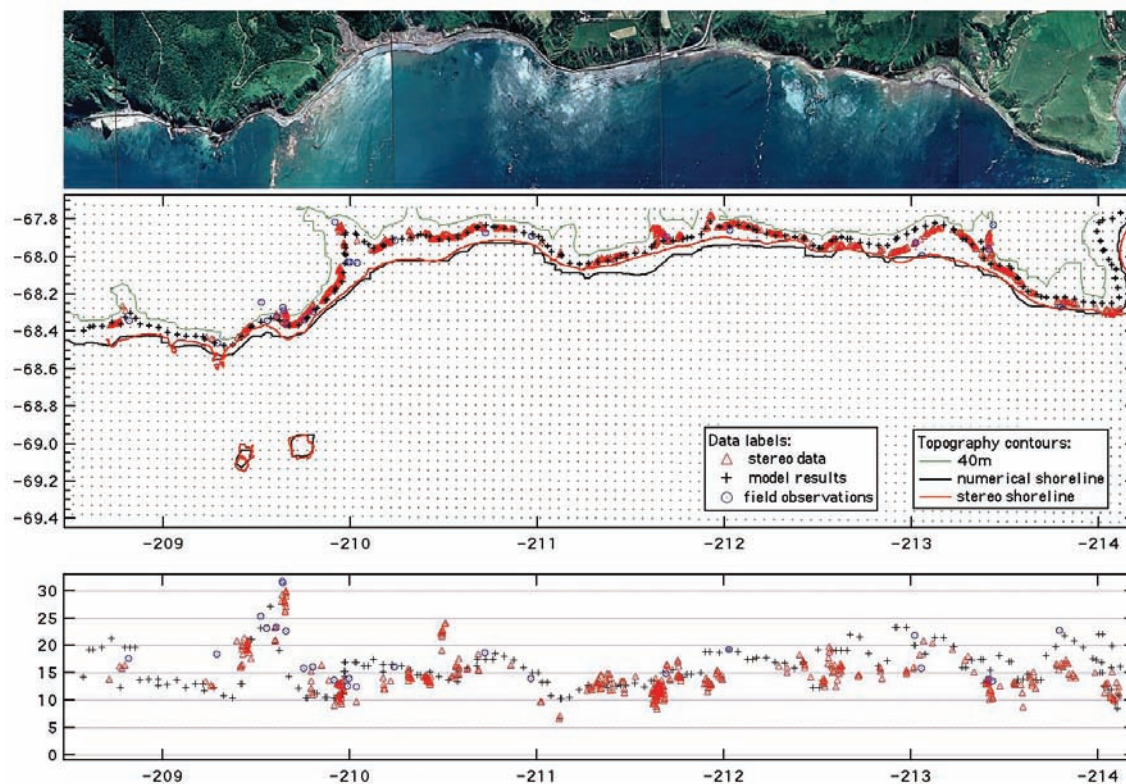 -67.8
-68.0
-68.2
-68.4
-68.6
-68.8
-69.0
-69.2
-69.4
Data labels:
stereo data
model results
field observations
Topography contours:
40m
numerical shoreline
stereo shoreline
-209 -210 -211 -212 -213 -214
30
25
20
15
10
5
0
-209 -210 -211 -212 -213 -214